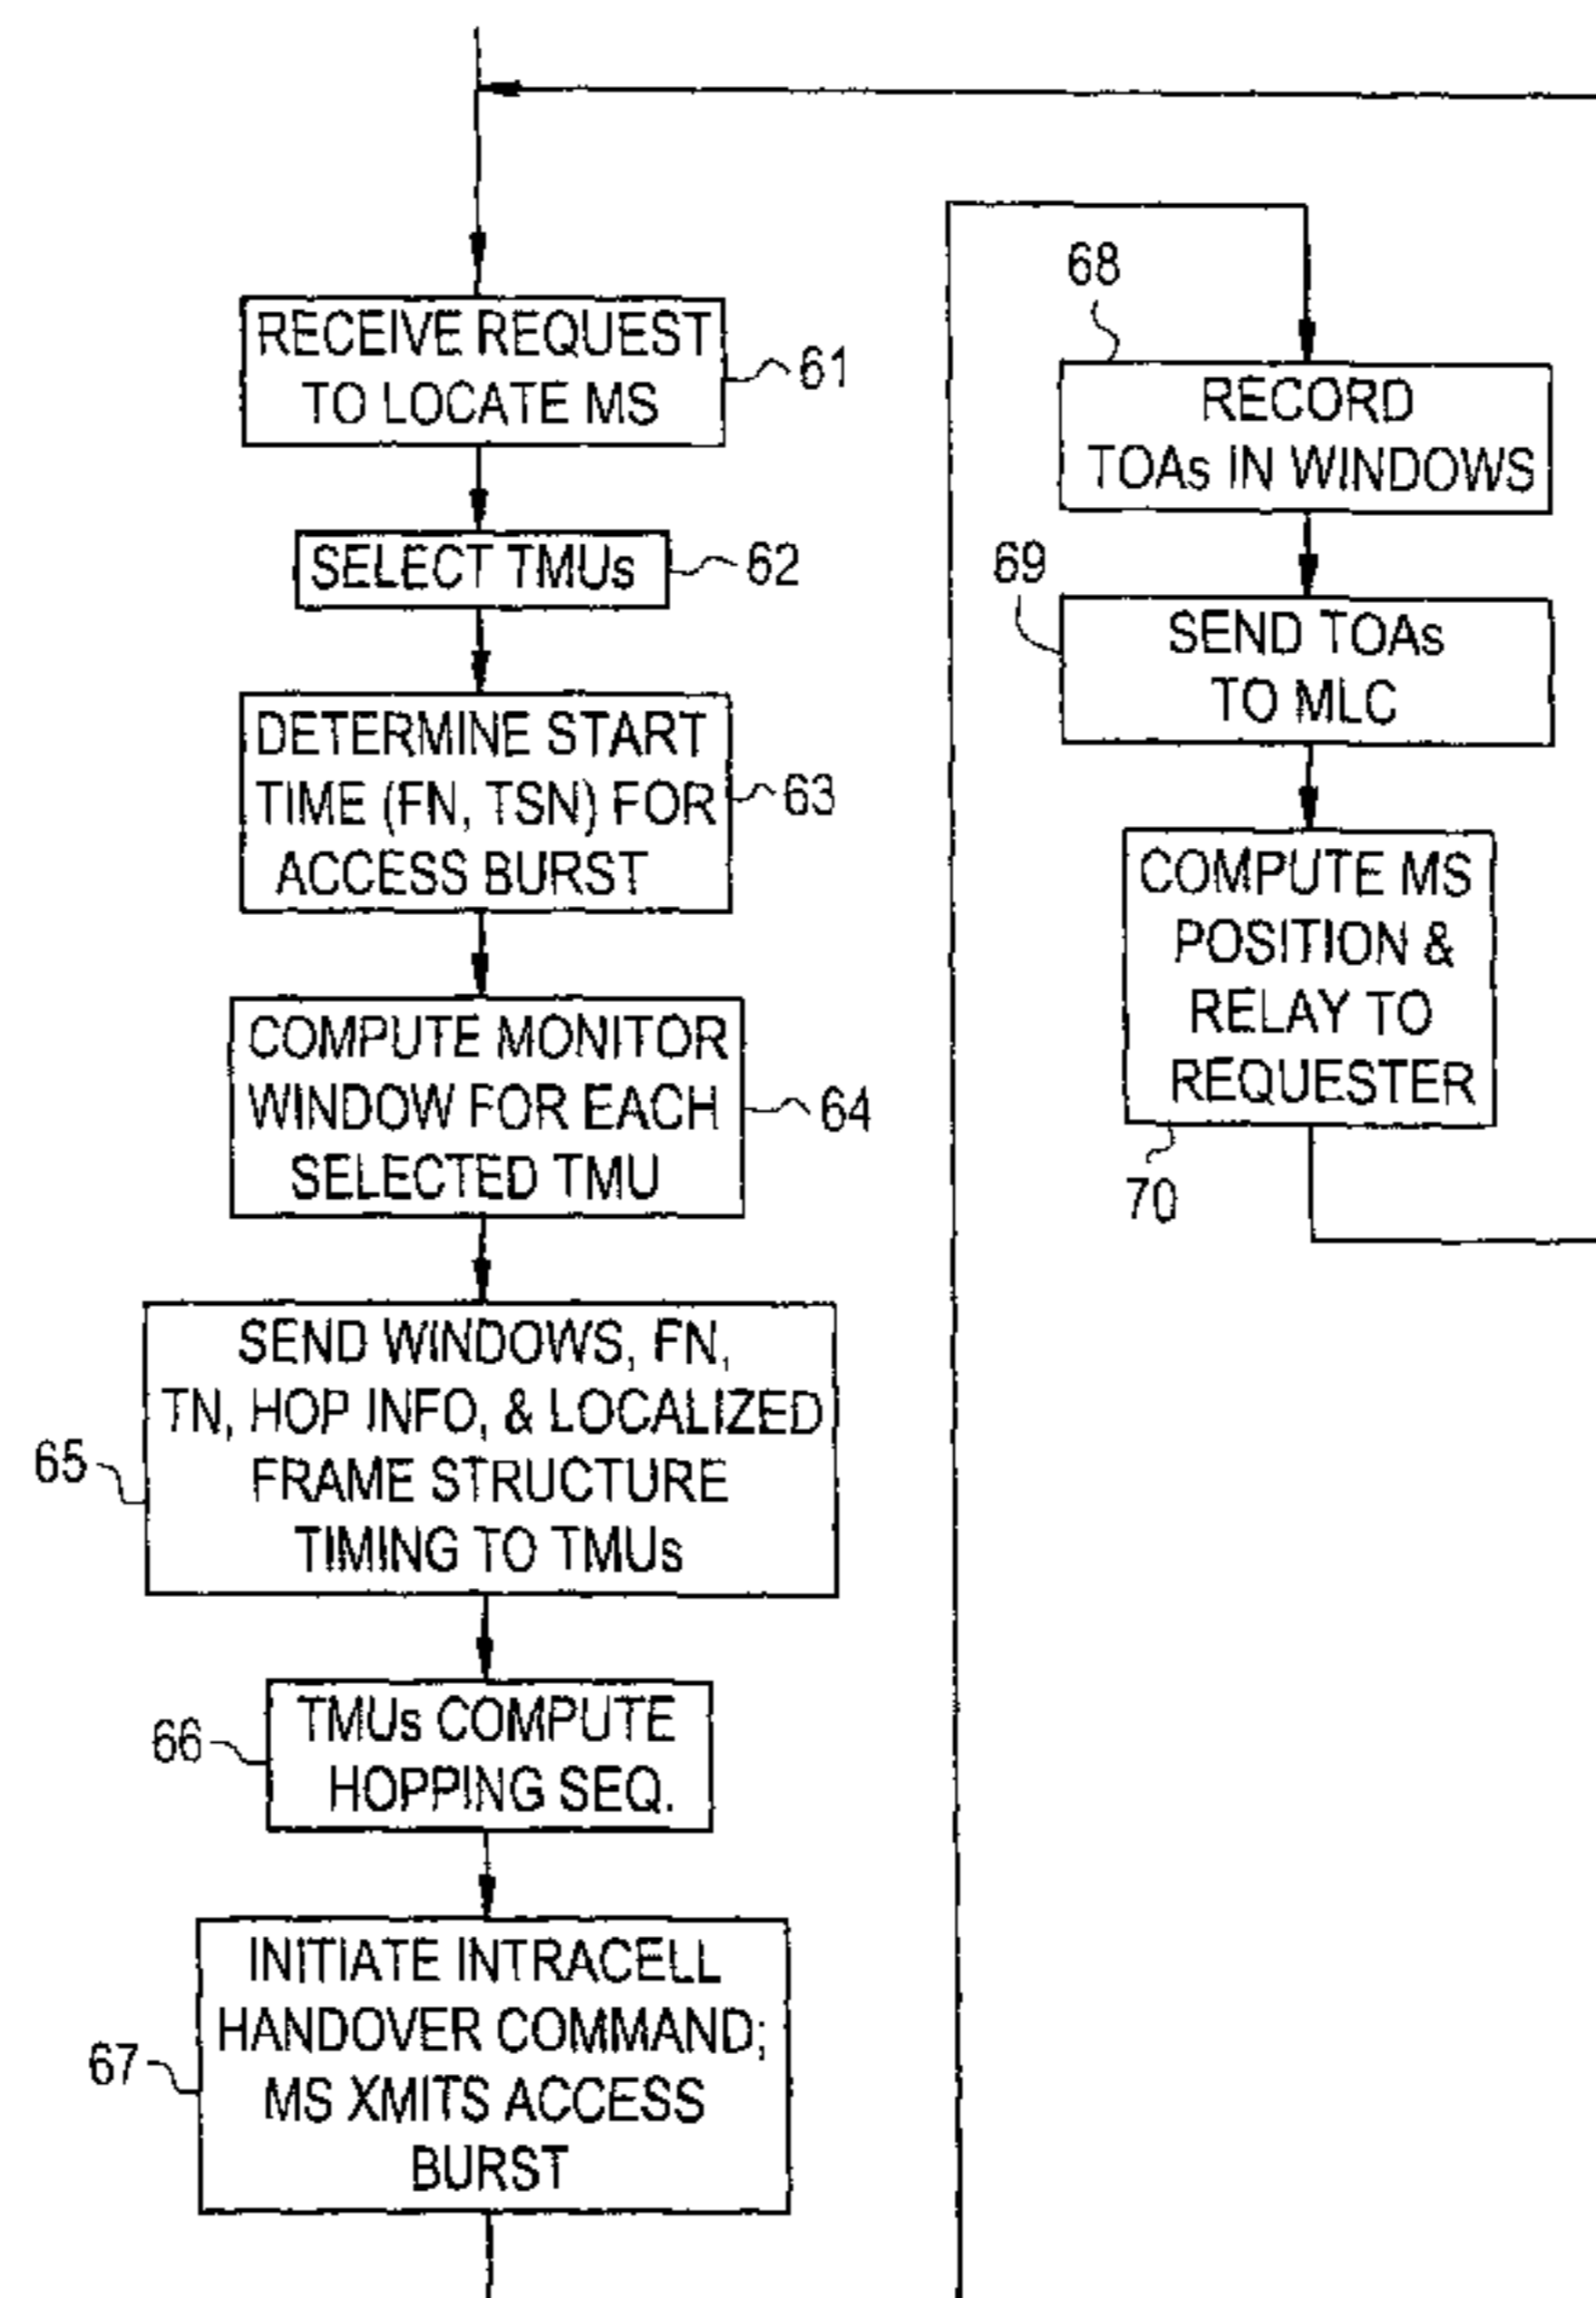 RECEIVE REQUEST
TO LOCATE MS
61
SELECT TMUs
62
DETERMINE START
TIME (FN, TSN) FOR
ACCESS BURST
63
COMPUTE MONITOR
WINDOW FOR EACH
SELECTED TMU
64
SEND WINDOWS, FN,
TN, HOP INFO, & LOCALIZED
FRAME STRUCTURE
TIMING TO TMUs
65
TMUs COMPUTE
HOPPING SEQ.
66
INITIATE INTRACELL
HANDOVER COMMAND;
MS XMITS ACCESS
BURST
67
68
RECORD
TOAs IN WINDOWS
69
SEND TOAs
TO MLC
COMPUTE MS
POSITION &
RELAY TO
REQUESTER
70